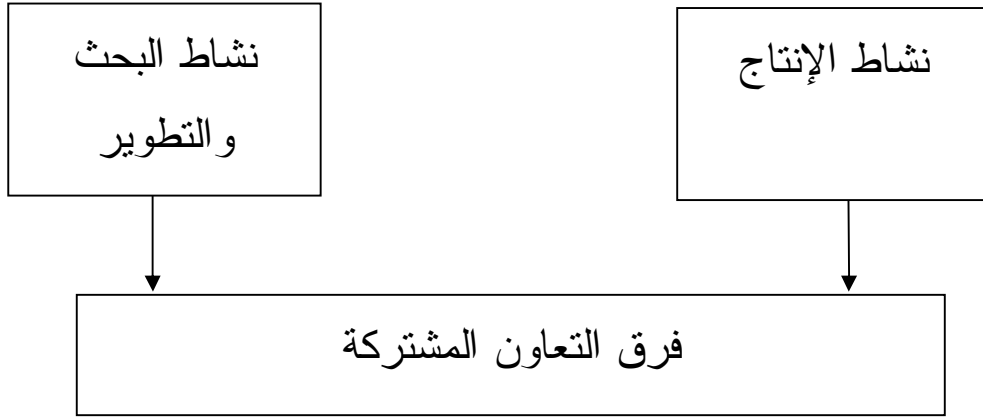 نشاط الإنتاج
نشاط البحث
والتطوير
فرق التعاون المشتركة